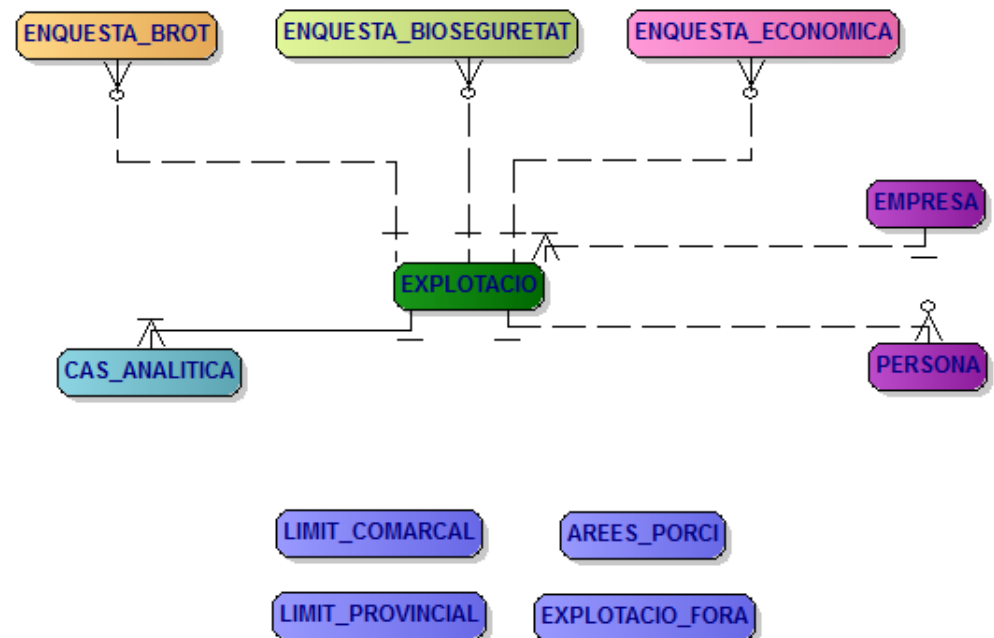 ENQUESTA_BROT
ENQUESTA_BIOSEGURETAT
ENQUESTA_ECONOMICA
EMPRESA
EXPLOTACIO
CAS_ANALITICA
PERSONA
LIMIT_COMARCAL
AREES_PORCI
LIMIT_PROVINCIAL
EXPLOTACIO_FORA